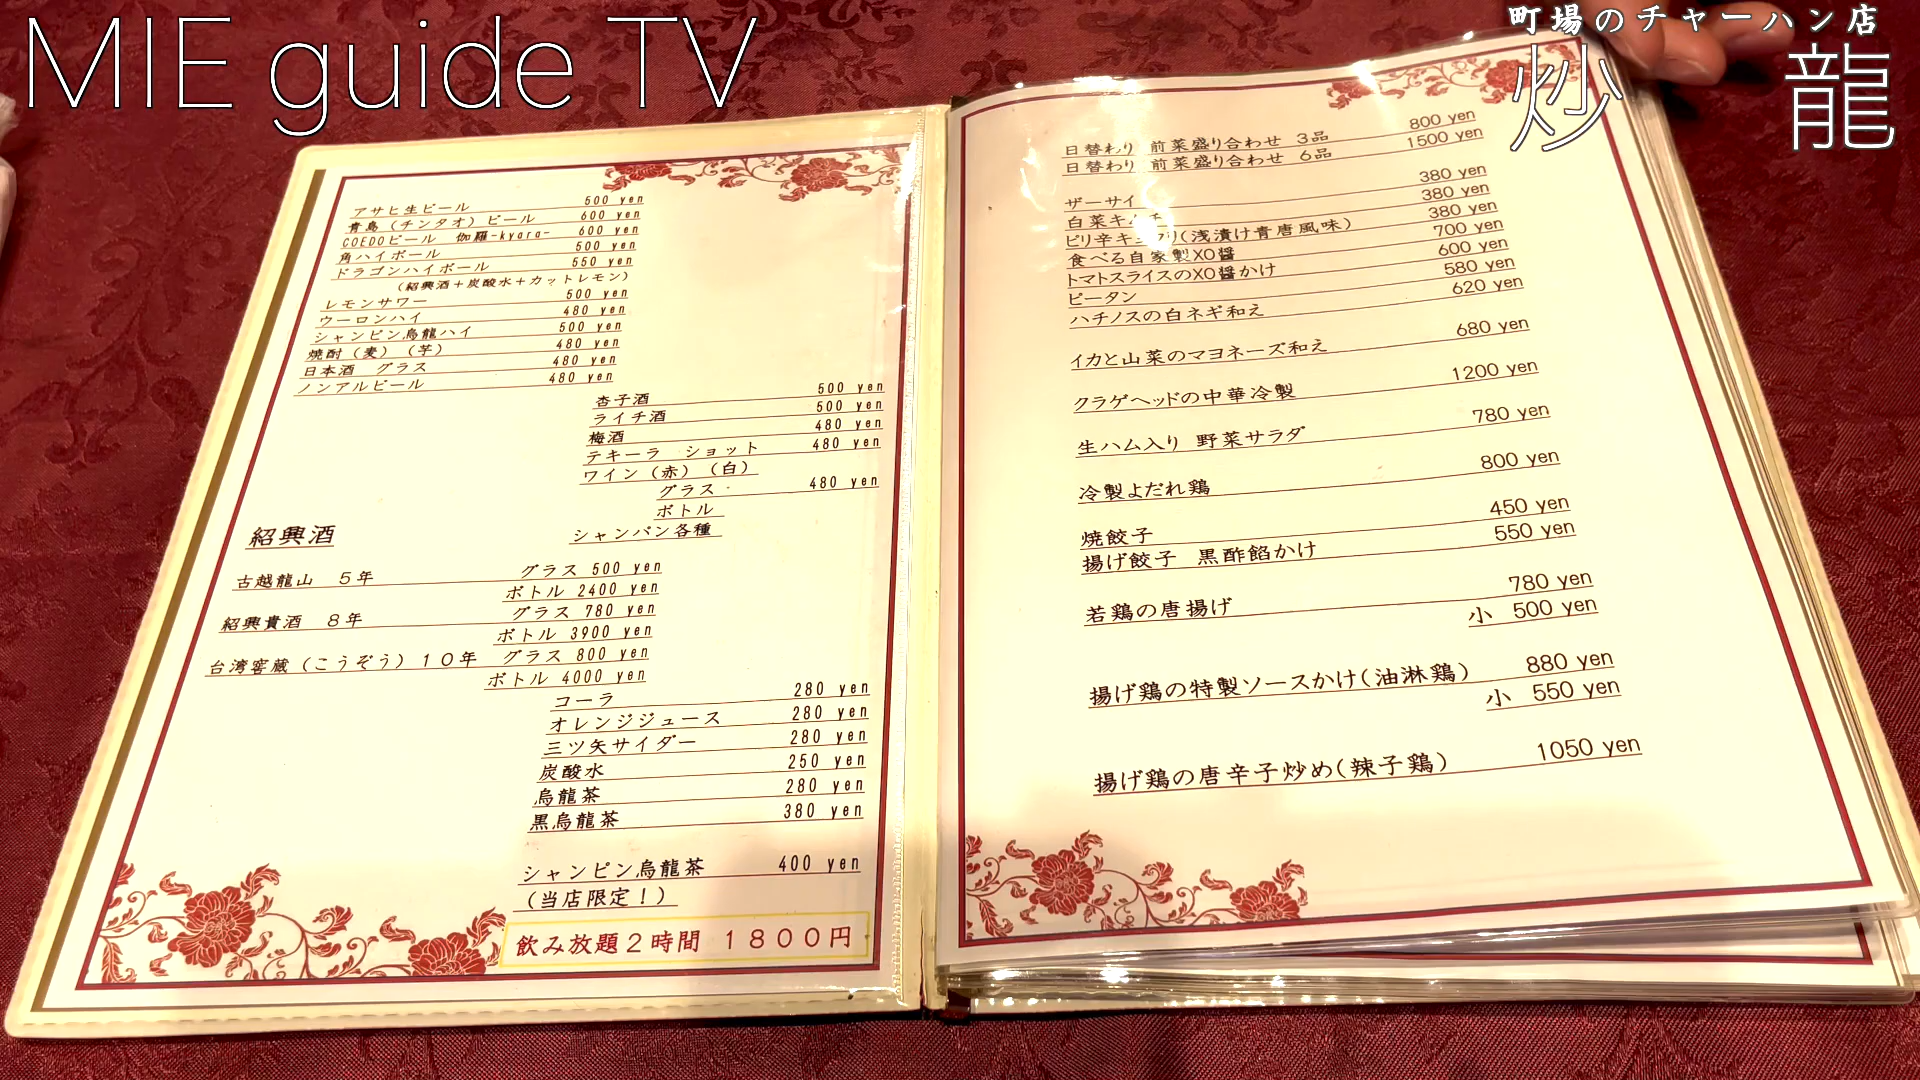 MIE guide TV
町場のチャーハン店
炒龍
アサヒ生ビール 500 yen
青島（チンタオ）ビール 600 yen
COEDOビール 伽羅-kyara- 600 yen
角ハイボール 500 yen
ドラゴンハイボール 550 yen
（紹興酒＋炭酸水＋カットレモン）
レモンサワー 500 yen
ウーロンハイ 480 yen
シャンピン烏龍ハイ 500 yen
焼酎（麦）（芋） 480 yen
日本酒 グラス 480 yen
ノンアルビール 480 yen
杏子酒 500 yen
ライチ酒 500 yen
梅酒 480 yen
テキーラ ショット 480 yen
ワイン（赤）（白）
グラス 480 yen
ボトル
シャンパン各種
紹興酒
古越龍山 5年 グラス 500 yen
ボトル 2400 yen
紹興貴酒 8年 グラス 780 yen
ボトル 3900 yen
台湾窖蔵（こうぞう）１０年 グラス 800 yen
ボトル 4000 yen
コーラ 280 yen
オレンジジュース 280 yen
三ツ矢サイダー 280 yen
炭酸水 250 yen
烏龍茶 280 yen
黒烏龍茶 380 yen
シャンピン烏龍茶 400 yen
（当店限定！）
飲み放題２時間 １８００円
日替わり 前菜盛り合わせ 3品 800 yen
日替わり 前菜盛り合わせ 6品 1500 yen
ザーサイ 380 yen
白菜キムチ 380 yen
ピリ辛キュウリ（浅漬け青唐風味） 380 yen
食べる自家製XO醤 700 yen
トマトスライスのXO醤かけ 600 yen
ピータン 580 yen
ハチノスの白ネギ和え 620 yen
イカと山菜のマヨネーズ和え 680 yen
クラゲヘッドの中華冷製 1200 yen
生ハム入り 野菜サラダ 780 yen
冷製よだれ鶏 800 yen
焼餃子 450 yen
揚げ餃子 黒酢餡かけ 550 yen
若鶏の唐揚げ 780 yen
小 500 yen
揚げ鶏の特製ソースかけ（油淋鶏） 880 yen
小 550 yen
揚げ鶏の唐辛子炒め（辣子鶏） 1050 yen